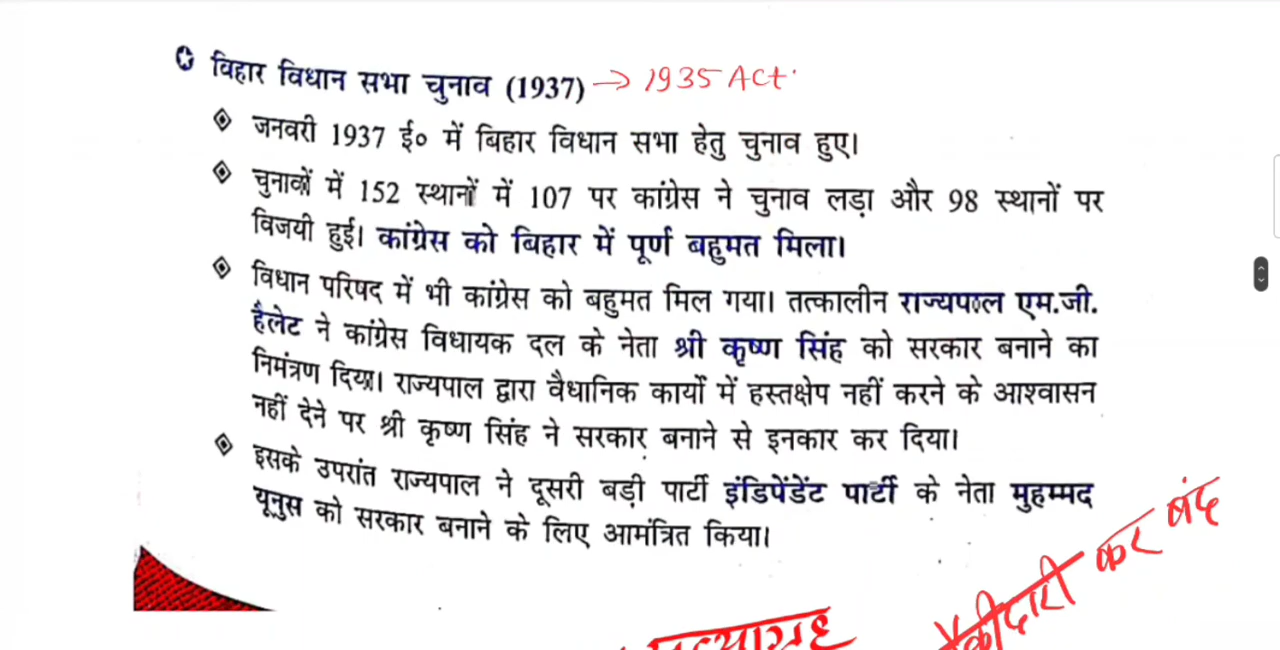 बिहार विधान सभा चुनाव (1937) → 1935 Act.
जनवरी 1937 ई० में बिहार विधान सभा हेतु चुनाव हुए।
चुनावों में 152 स्थानों में 107 पर कांग्रेस ने चुनाव लड़ा और 98 स्थानों पर
विजयी हुई। कांग्रेस को बिहार में पूर्ण बहुमत मिला।
विधान परिषद में भी कांग्रेस को बहुमत मिल गया। तत्कालीन राज्यपाल एम.जी.
हैलेट ने कांग्रेस विधायक दल के नेता श्री कृष्ण सिंह को सरकार बनाने का
निमंत्रण दिया। राज्यपाल द्वारा वैधानिक कार्यों में हस्तक्षेप नहीं करने के आश्वासन
नहीं देने पर श्री कृष्ण सिंह ने सरकार बनाने से इनकार कर दिया।
इसके उपरांत राज्यपाल ने दूसरी बड़ी पार्टी इंडिपेंडेंट पार्टी के नेता मुहम्मद
यूनुस को सरकार बनाने के लिए आमंत्रित किया।
कर बंद